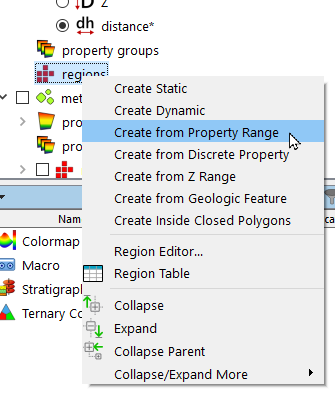 Z
dh distance*
property groups
regions
met
pro
pro
Create Static
Create Dynamic
Create from Property Range
Create from Discrete Property
Create from Z Range
Create from Geologic Feature
Create Inside Closed Polygons
Region Editor...
Region Table
Collapse
Expand
Collapse Parent
Collapse/Expand More
Nam
ca
Colormap
Macro
Stratigrap
Ternary Co